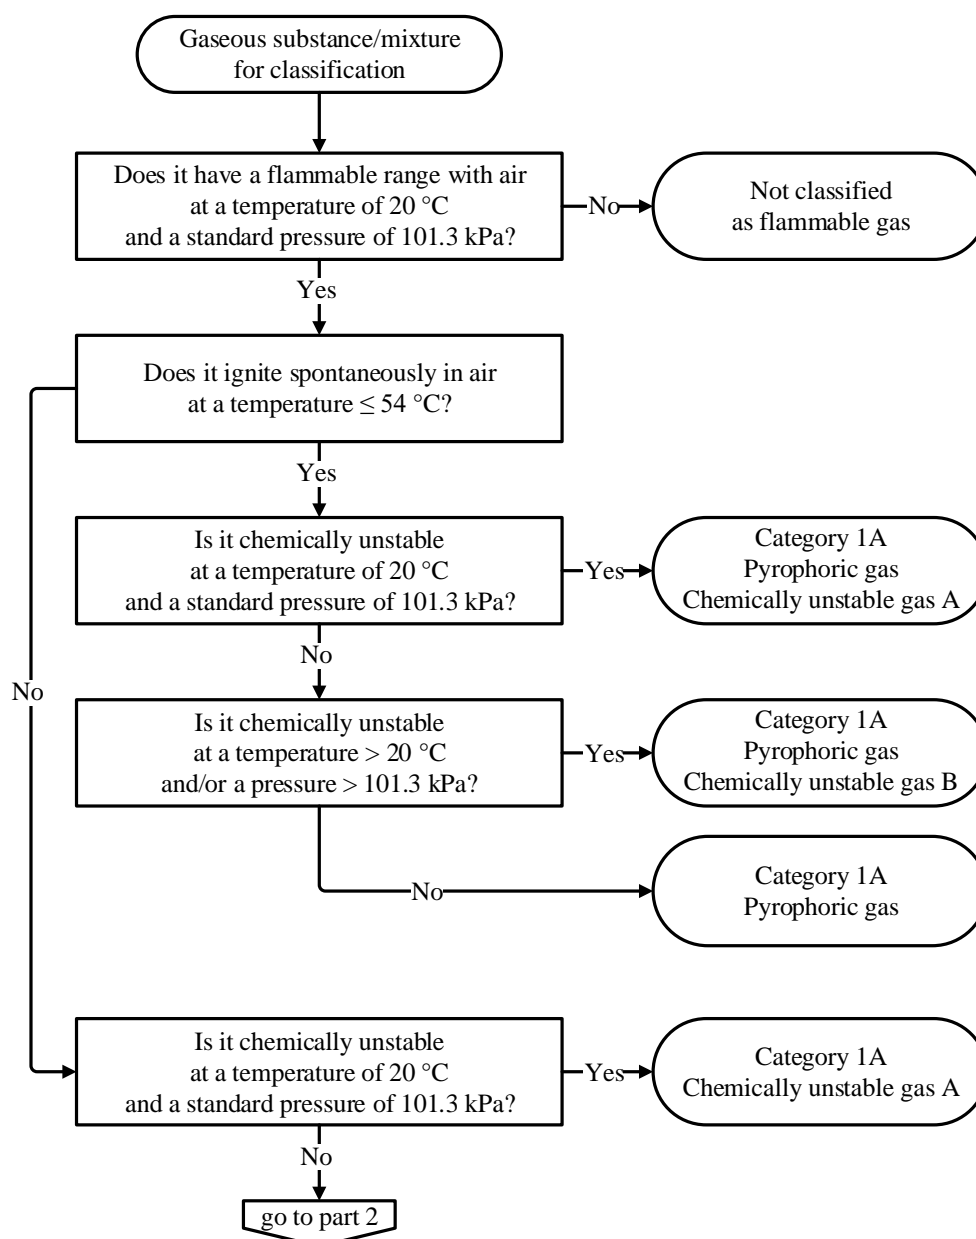 Gaseous substance/mixture
for classification
Does it have a flammable range with air
at a temperature of 20 °C
and a standard pressure of 101.3 kPa?
No
Not classified
as flammable gas
Yes
Does it ignite spontaneously in air
at a temperature ≤ 54 °C?
Yes
Is it chemically unstable
at a temperature of 20 °C
and a standard pressure of 101.3 kPa?
Yes
Category 1A
Pyrophoric gas
Chemically unstable gas A
No
No
Is it chemically unstable
at a temperature > 20 °C
and/or a pressure > 101.3 kPa?
Yes
Category 1A
Pyrophoric gas
Chemically unstable gas B
No
Category 1A
Pyrophoric gas
Is it chemically unstable
at a temperature of 20 °C
and a standard pressure of 101.3 kPa?
Yes
Category 1A
Chemically unstable gas A
No
go to part 2